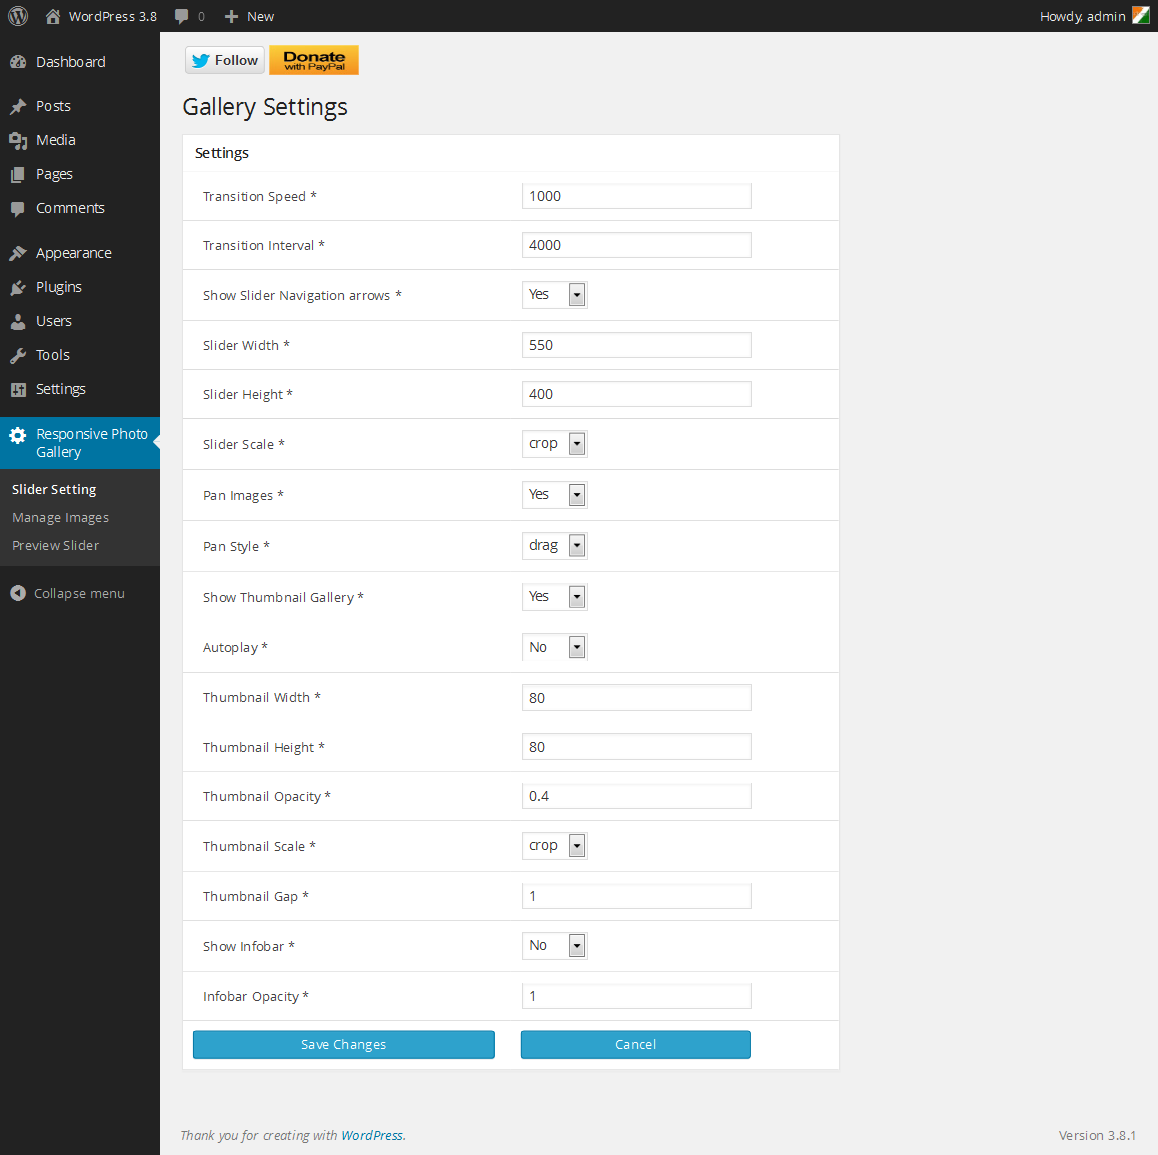 WordPress 3.8 0 New Howdy, admin
Dashboard
Posts
Media
Pages
Comments
Appearance
Plugins
Users
Tools
Settings
Responsive Photo
Gallery
Slider Setting
Manage Images
Preview Slider
Collapse menu
Follow
Donate
with PayPal
Gallery Settings
Settings
Transition Speed * 1000
Transition Interval * 4000
Show Slider Navigation arrows * Yes
Slider Width * 550
Slider Height * 400
Slider Scale * crop
Pan Images * Yes
Pan Style * drag
Show Thumbnail Gallery * Yes
Autoplay * No
Thumbnail Width * 80
Thumbnail Height * 80
Thumbnail Opacity * 0.4
Thumbnail Scale * crop
Thumbnail Gap * 1
Show Infobar * No
Infobar Opacity * 1
Save Changes Cancel
Thank you for creating with WordPress. Version 3.8.1